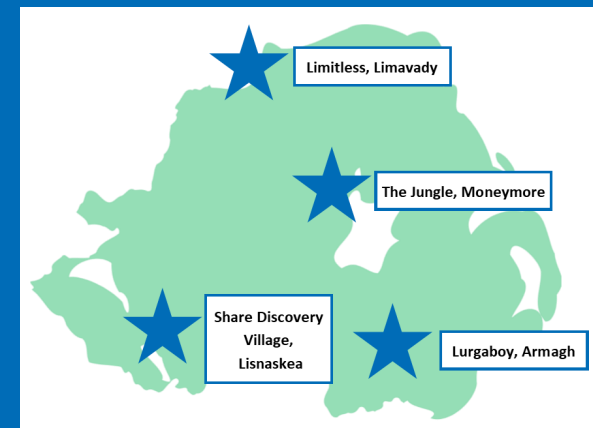 Limitless, Limavady
The Jungle, Moneymore
Share Discovery
Village,
Lisnaskea
Lurgaboy, Armagh